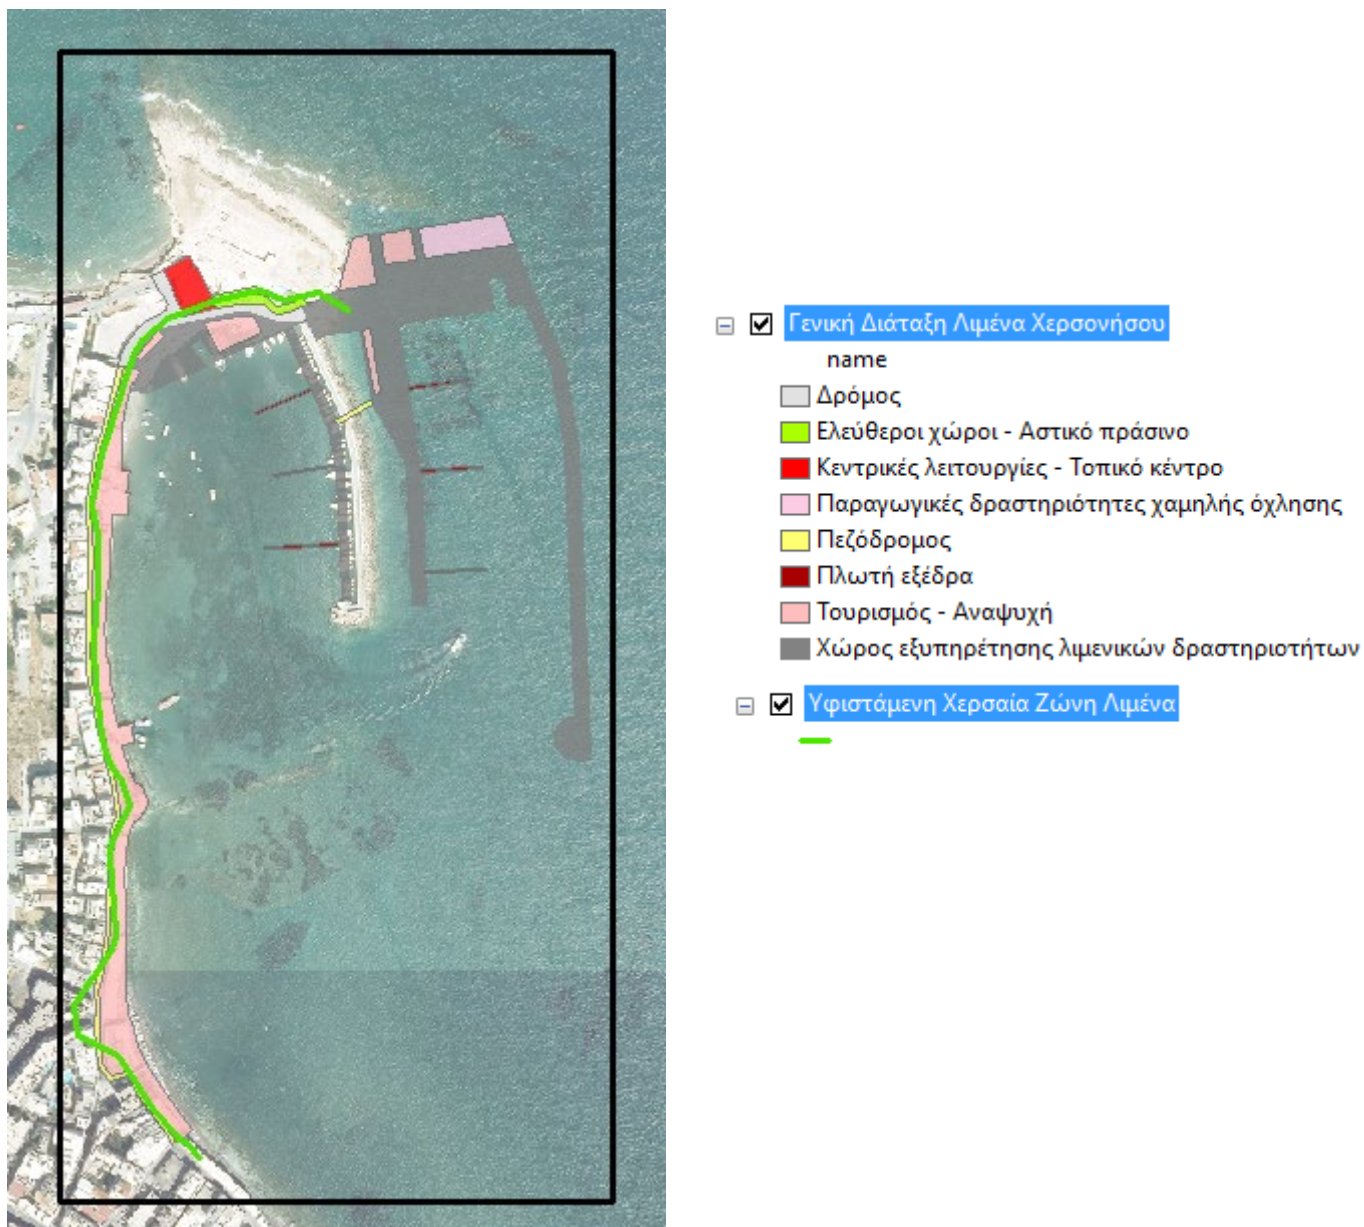 Γενική Διάταξη Λιμένα Χερσονήσου
name
Δρόμος
Ελεύθεροι χώροι - Αστικό πράσινο
Κεντρικές λειτουργίες - Τοπικό κέντρο
Παραγωγικές δραστηριότητες χαμηλής όχλησης
Πεζόδρομος
Πλωτή εξέδρα
Τουρισμός - Αναψυχή
Χώρος εξυπηρέτησης λιμενικών δραστηριοτήτων
Υφιστάμενη Χερσαία Ζώνη Λιμένα